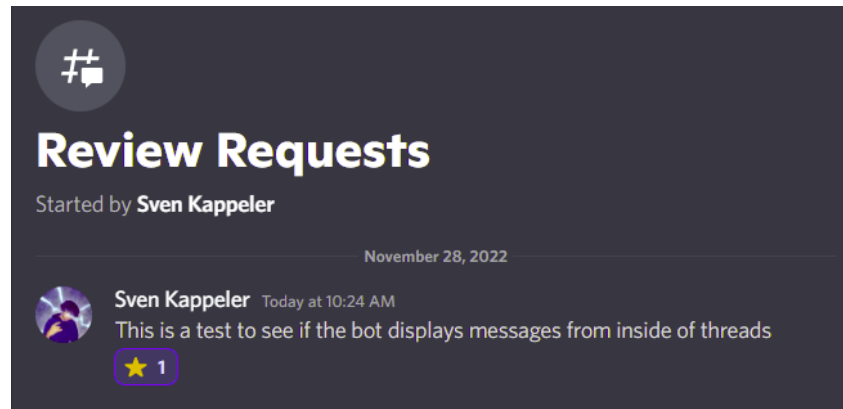 Review Requests
Started by Sven Kappeler
November 28, 2022
Sven Kappeler Today at 10:24 AM
This is a test to see if the bot displays messages from inside of threads
1